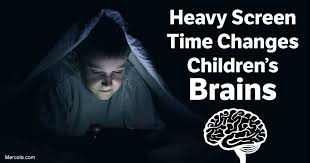 Heavy Screen
Time Changes
Children's
Brains
Mercola.com